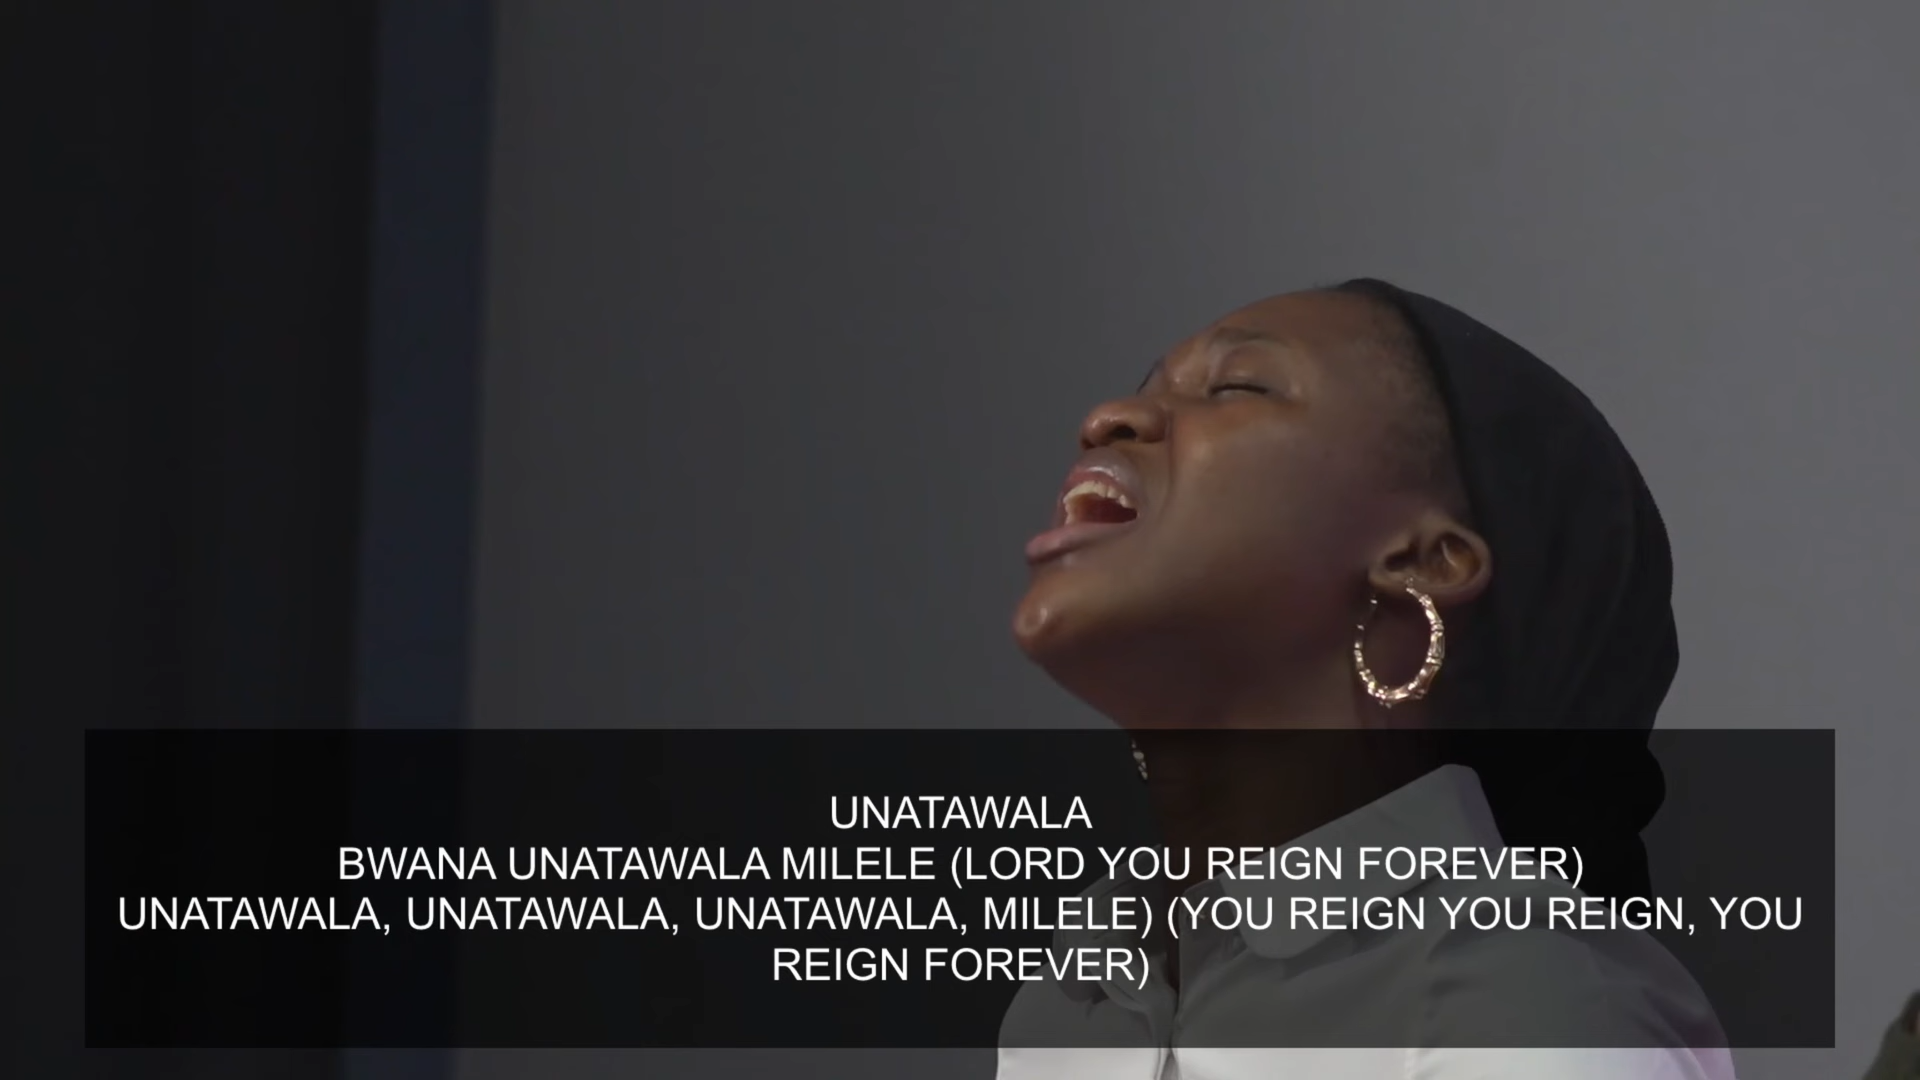 UNATAWALA
BWANA UNATAWALA MILELE (LORD YOU REIGN FOREVER)
UNATAWALA, UNATAWALA, UNATAWALA, MILELE) (YOU REIGN YOU REIGN, YOU
REIGN FOREVER)